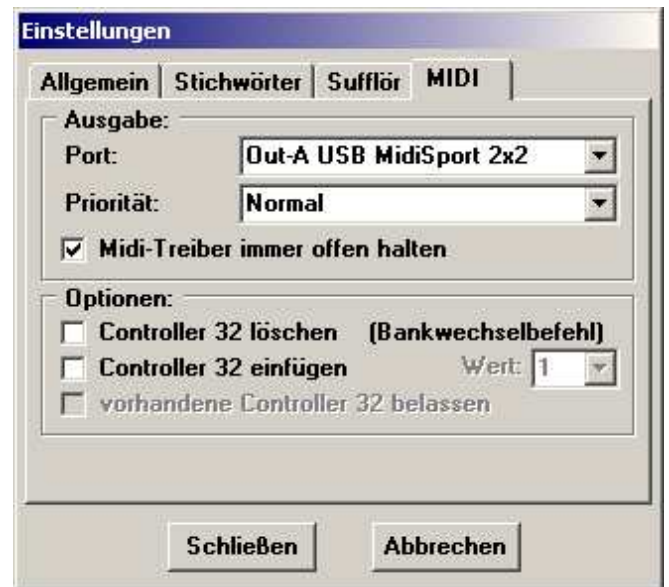 Einstellungen
Allgemein Stichwörter Sufflör MIDI
Ausgabe:
Port: Out-A USB MidiSport 2x2
Priorität: Normal
Midi-Treiber immer offen halten
Optionen:
Controller 32 löschen (Bankwechselbefehl)
Controller 32 einfügen Wert: 1
vorhandene Controller 32 belassen
Schließen Abbrechen